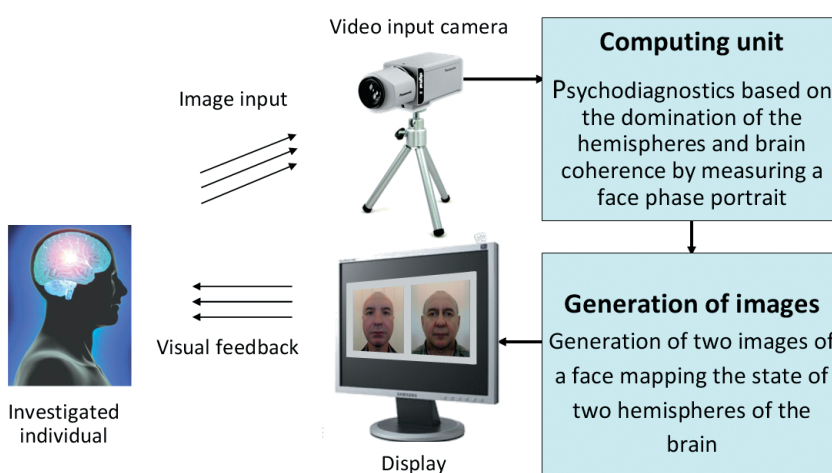 Video input camera
Image input
Computing unit
Psychodiagnostics based on
the domination of the
hemispheres and brain
coherence by measuring a
face phase portrait
Visual feedback
Investigated
individual
Display
Generation of images
Generation of two images of
a face mapping the state of
two hemispheres of the
brain
SAMSUNG